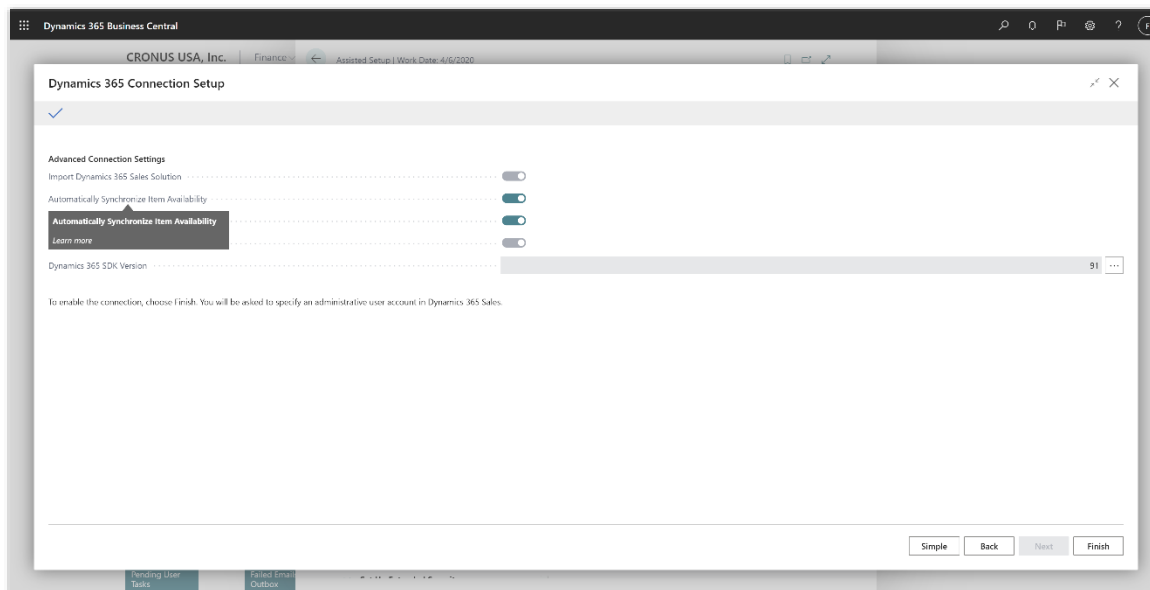 Dynamics 365 Business Central
CRONUS USA, Inc. Finance Assisted Setup | Work Date: 4/6/2020
Dynamics 365 Connection Setup
Advanced Connection Settings
Import Dynamics 365 Sales Solution
Automatically Synchronize Item Availability
Automatically Synchronize Item Availability
Learn more
Dynamics 365 SDK Version 91 ...
To enable the connection, choose Finish. You will be asked to specify an administrative user account in Dynamics 365 Sales.
Simple Back Next Finish
Pending User Failed Email
Tasks Outbox